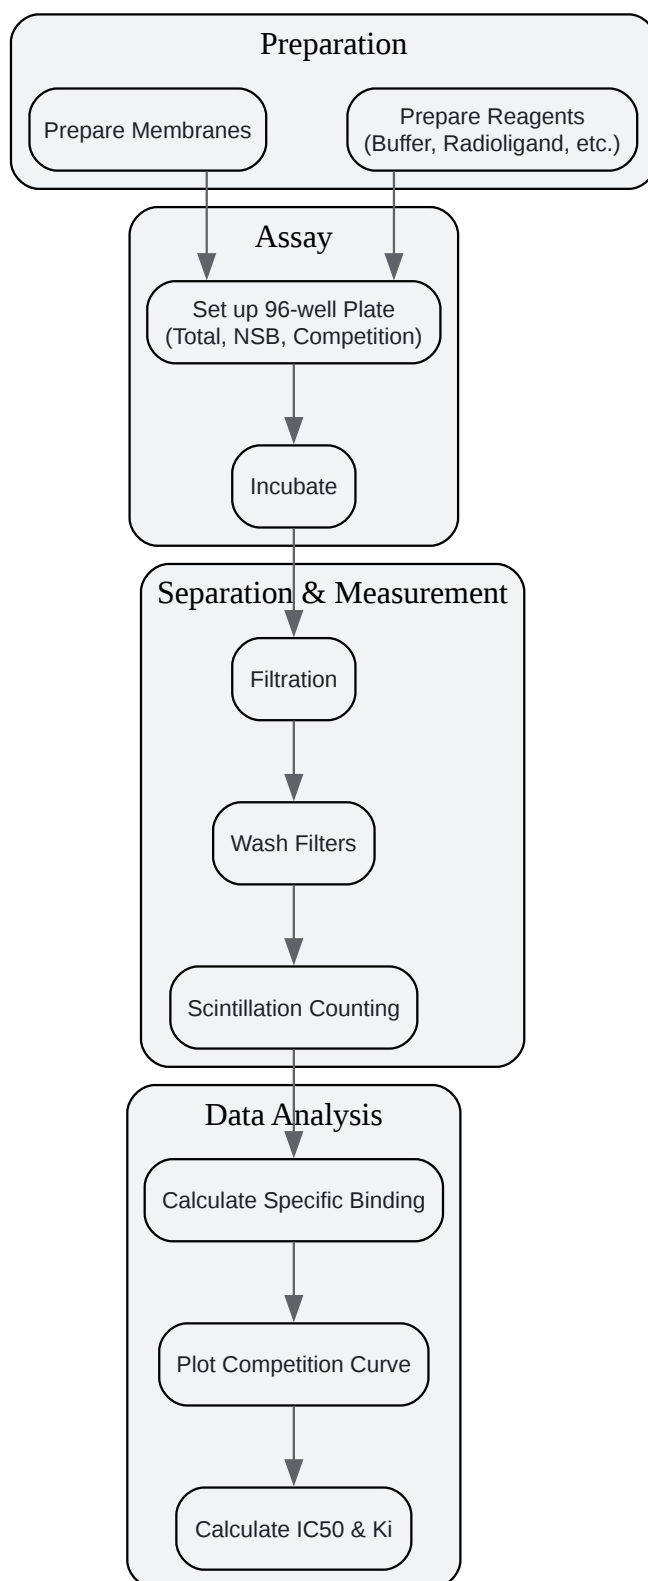 Preparation
Prepare Membranes
Prepare Reagents
(Buffer, Radioligand, etc.)
Assay
Set up 96-well Plate
(Total, NSB, Competition)
Incubate
Separation & Measurement
Filtration
Wash Filters
Scintillation Counting
Data Analysis
Calculate Specific Binding
Plot Competition Curve
Calculate IC50 & Ki